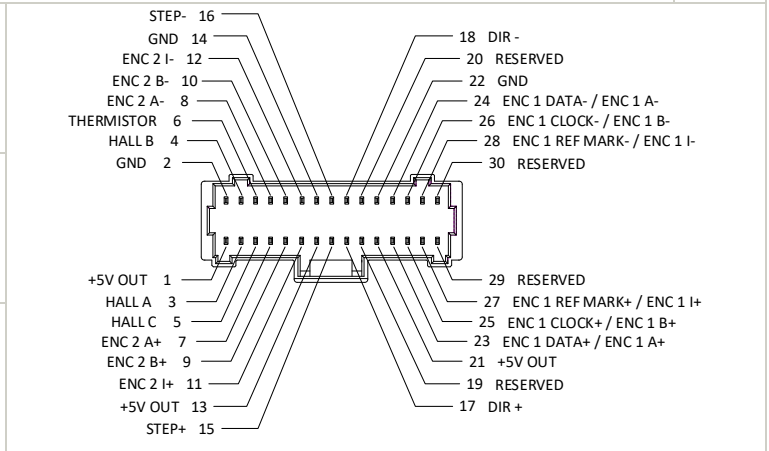 STEP- 16
GND 14
ENC 2 I- 12
ENC 2 B- 10
ENC 2 A- 8
THERMISTOR 6
HALL B 4
GND 2
18 DIR -
20 RESERVED
22 GND
24 ENC 1 DATA- / ENC 1 A-
26 ENC 1 CLOCK- / ENC 1 B-
28 ENC 1 REF MARK- / ENC 1 I-
30 RESERVED
+5V OUT 1
HALL A 3
HALL C 5
ENC 2 A+ 7
ENC 2 B+ 9
ENC 2 I+ 11
+5V OUT 13
STEP+ 15
29 RESERVED
27 ENC 1 REF MARK+ / ENC 1 I+
25 ENC 1 CLOCK+ / ENC 1 B+
23 ENC 1 DATA+ / ENC 1 A+
21 +5V OUT
19 RESERVED
17 DIR +